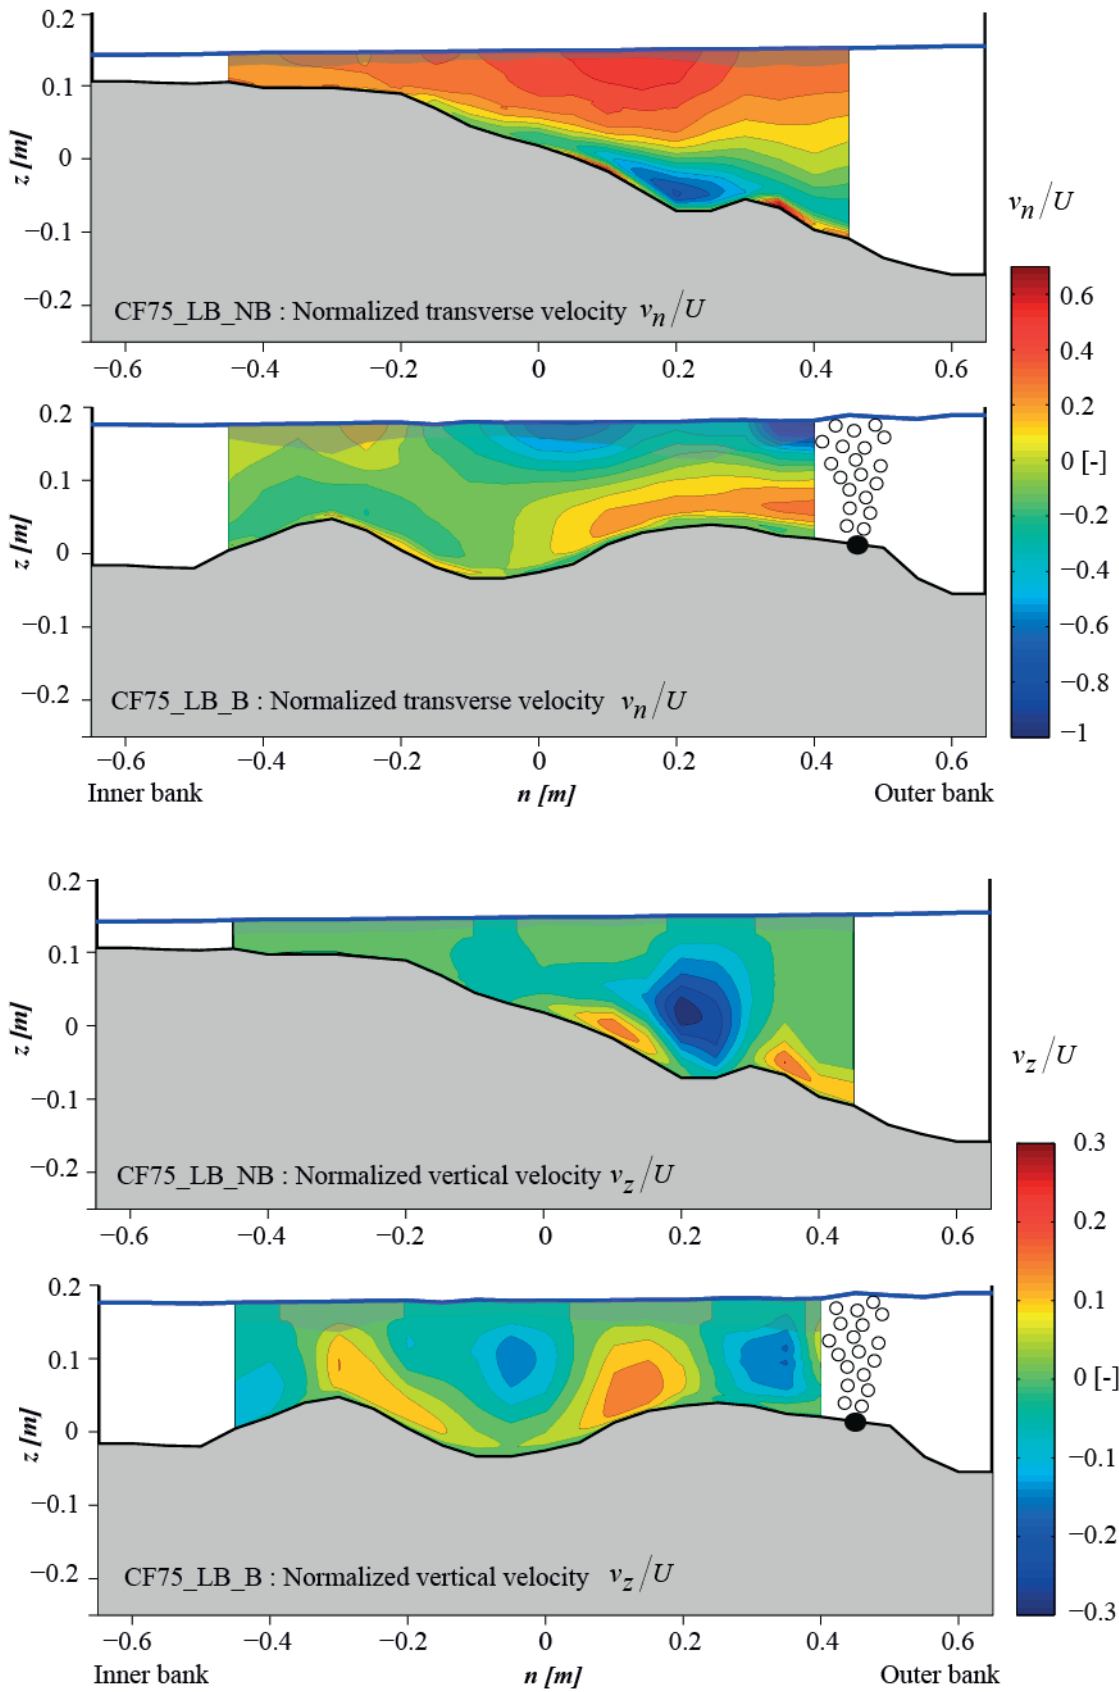 0.2
0.1
0
−0.1
−0.2
z [m]
CF75_LB_NB : Normalized transverse velocity v_n/U
−0.6 −0.4 −0.2 0 0.2 0.4 0.6
0.2
0.1
0
−0.1
−0.2
z [m]
CF75_LB_B : Normalized transverse velocity v_n/U
−0.6 −0.4 −0.2 0 0.2 0.4 0.6
Inner bank n [m] Outer bank
v_n/U
0.6
0.4
0.2
0 [-]
−0.2
−0.4
−0.6
−0.8
−1
0.2
0.1
0
−0.1
−0.2
z [m]
CF75_LB_NB : Normalized vertical velocity v_z/U
−0.6 −0.4 −0.2 0 0.2 0.4 0.6
0.2
0.1
0
−0.1
−0.2
z [m]
CF75_LB_B : Normalized vertical velocity v_z/U
−0.6 −0.4 −0.2 0 0.2 0.4 0.6
Inner bank n [m] Outer bank
v_z/U
0.3
0.2
0.1
0 [-]
−0.1
−0.2
−0.3